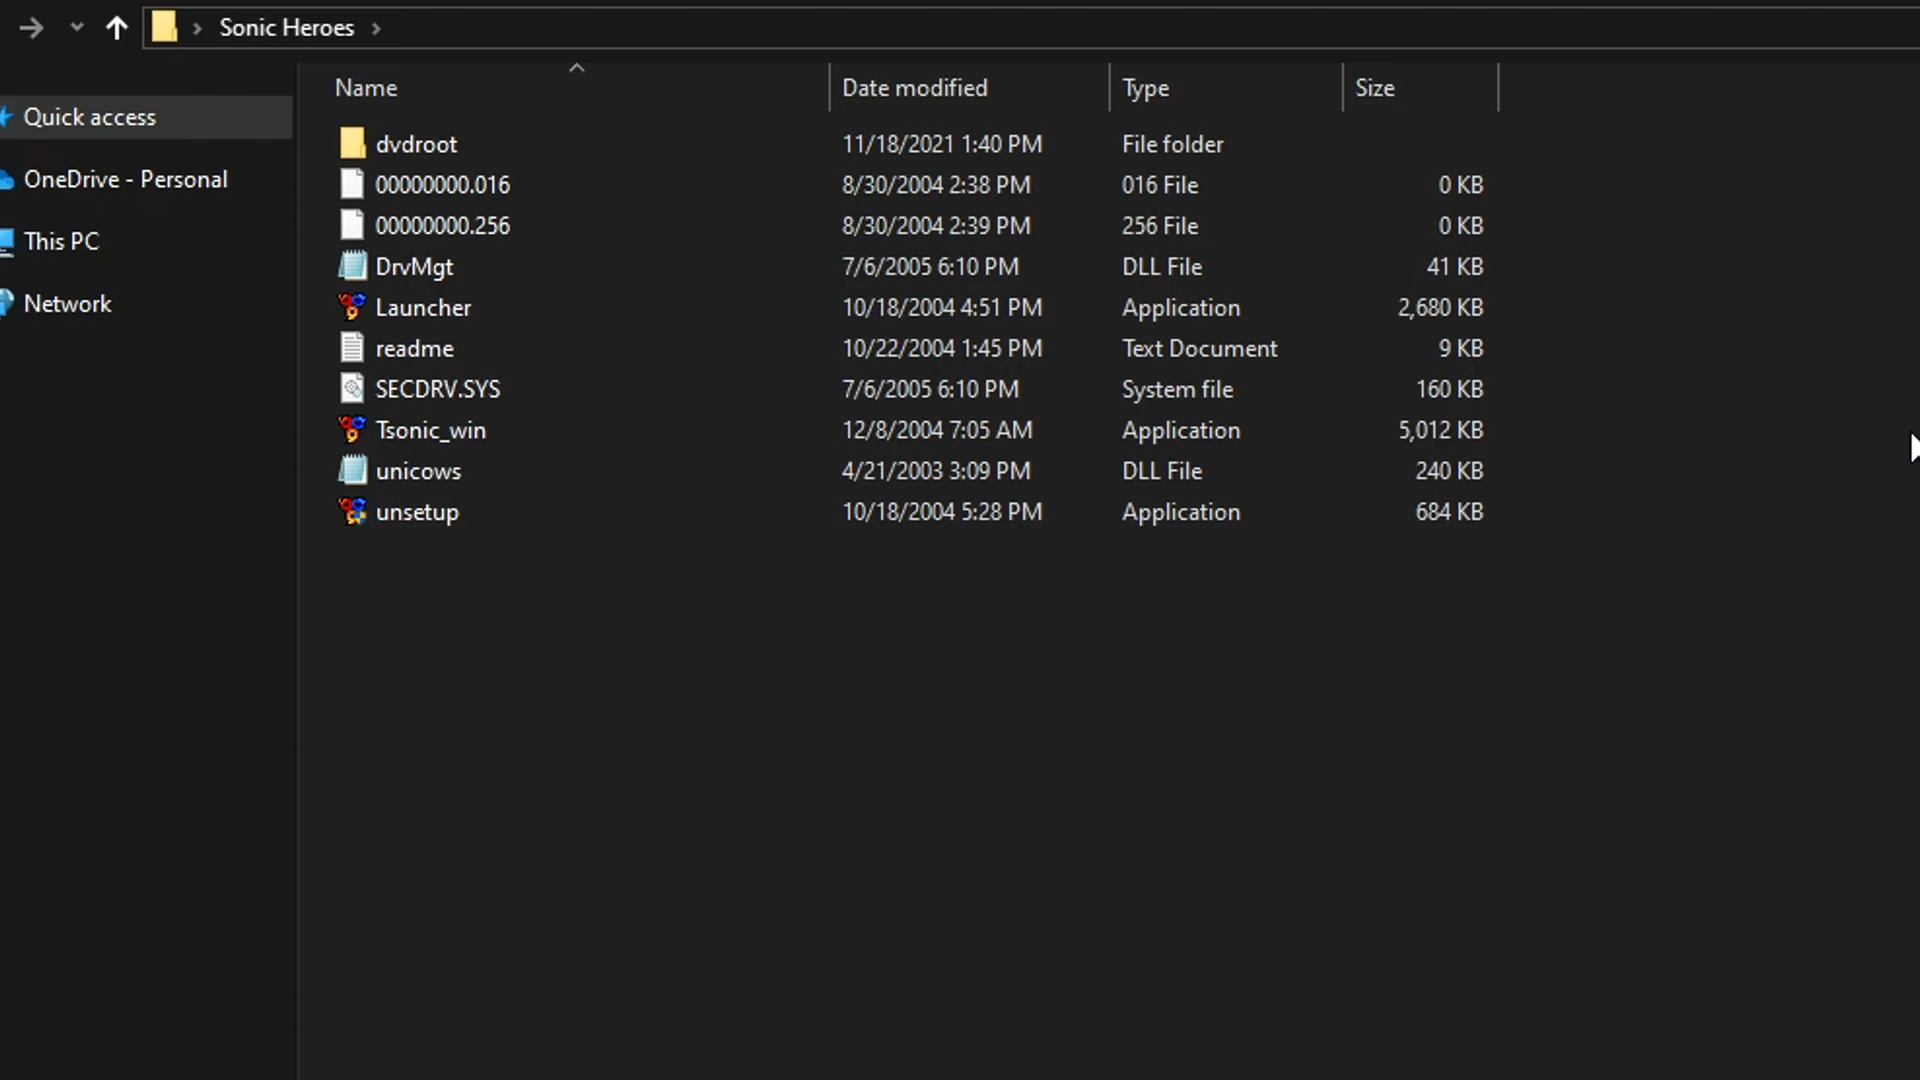 Sonic Heroes
Name Date modified Type Size
Quick access
OneDrive - Personal
This PC
Network
dvdroot 11/18/2021 1:40 PM File folder
00000000.016 8/30/2004 2:38 PM 016 File 0 KB
00000000.256 8/30/2004 2:39 PM 256 File 0 KB
DrvMgt 7/6/2005 6:10 PM DLL File 41 KB
Launcher 10/18/2004 4:51 PM Application 2,680 KB
readme 10/22/2004 1:45 PM Text Document 9 KB
SECDRV.SYS 7/6/2005 6:10 PM System file 160 KB
Tsonic_win 12/8/2004 7:05 AM Application 5,012 KB
unicows 4/21/2003 3:09 PM DLL File 240 KB
unsetup 10/18/2004 5:28 PM Application 684 KB